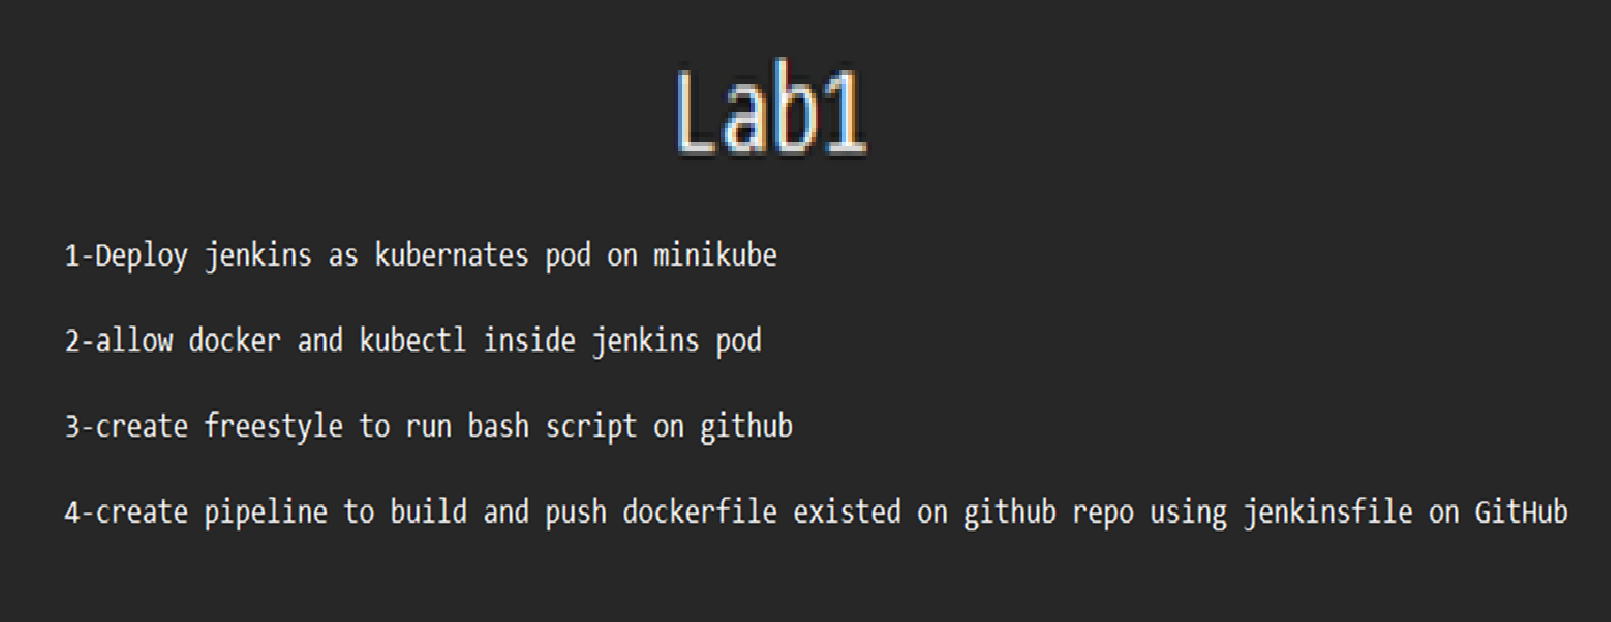 Lab1
1-Deploy jenkins as kubernates pod on minikube
2-allow docker and kubectl inside jenkins pod
3-create freestyle to run bash script on github
4-create pipeline to build and push dockerfile existed on github repo using jenkinsfile on GitHub